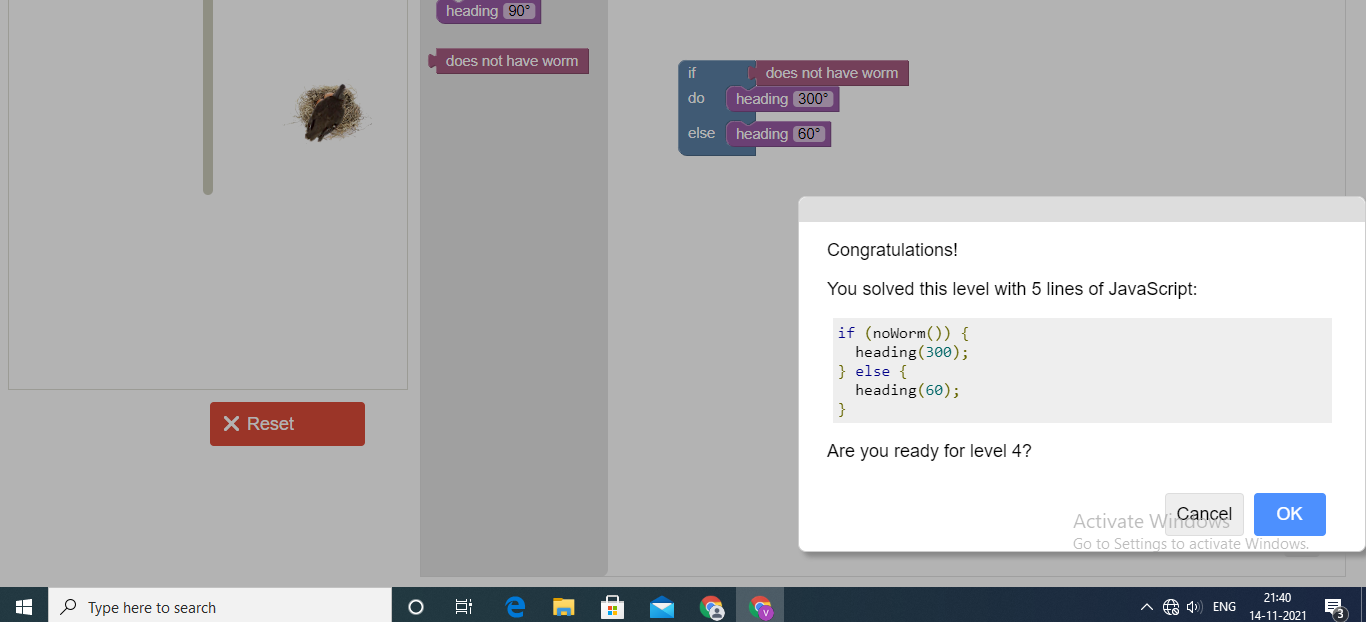 heading 90°
does not have worm
if does not have worm
do heading 300°
else heading 60°
Congratulations!
You solved this level with 5 lines of JavaScript:
if (noWorm()) {
  heading(300);
} else {
  heading(60);
}
Are you ready for level 4?
Reset
Cancel OK
Activate Windows
Go to Settings to activate Windows.
Type here to search
e
v
ENG
21:40
14-11-2021
3